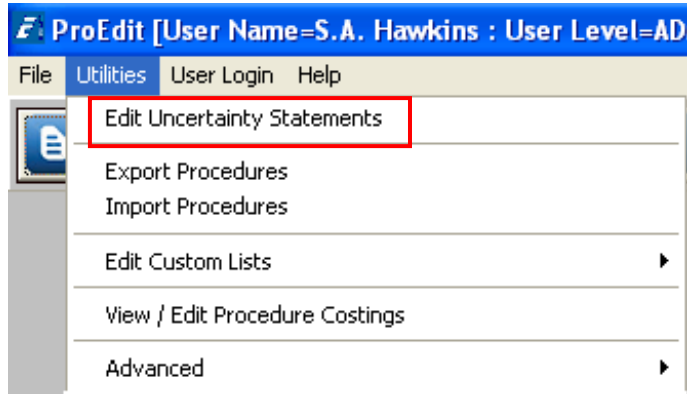 ProEdit [User Name=S.A. Hawkins : User Level=AD
File Utilities User Login Help
Edit Uncertainty Statements
Export Procedures
Import Procedures
Edit Custom Lists
View / Edit Procedure Costings
Advanced